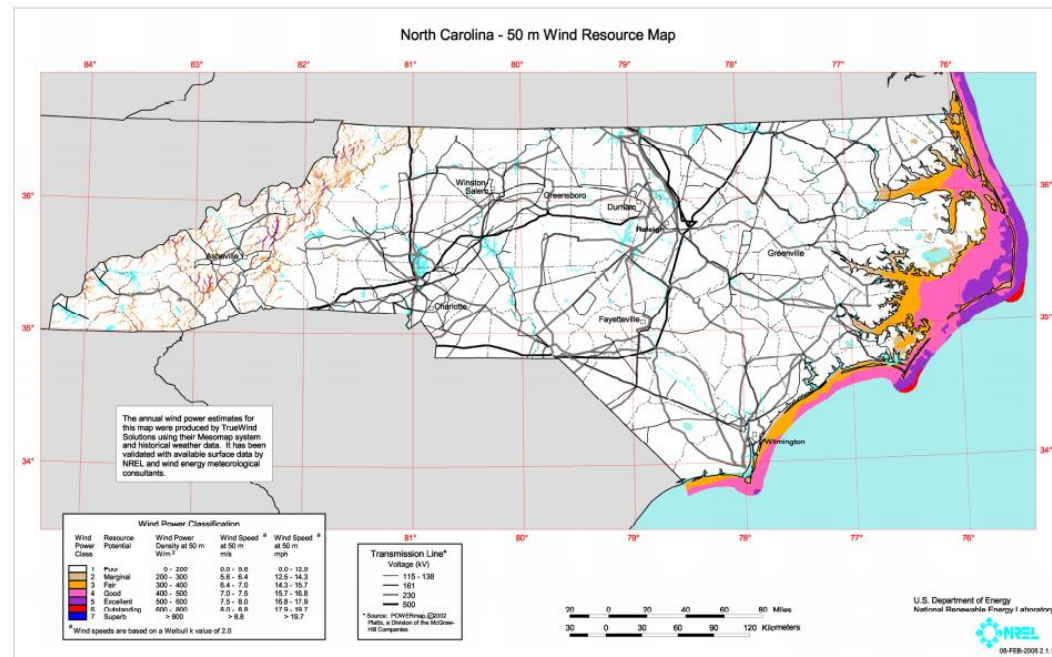 North Carolina - 50 m Wind Resource Map
84° 83° 82° 81° 80° 79° 78° 77° 76°
36° 36°
35° 35°
34° 34°
Winston-
Salem
Greensboro
Durham
Raleigh
Greenville
Asheville
Charlotte
Fayetteville
Wilmington
The annual wind power estimates for
this map were produced by TrueWind
Solutions using their Mesomap system
and historical weather data. It has been
validated with available surface data by
NREL and wind energy meteorological
consultants.
Wind Power Classification
Wind Power Class Resource Potential Wind Power Density at 50 m W/m 2 Wind Speed a at 50 m m/s Wind Speed a at 50 m mph
1 Poor 0 - 200
2 Marginal 200 - 300 5.6 - 6.4 12.5 - 14.3
3 Fair 300 - 400 6.4 - 7.0 14.3 - 15.7
4 Good 400 - 500 7.0 - 7.5 15.7 - 16.8
5 Excellent 500 - 600 7.5 - 8.0 16.8 - 17.9
6 Outstanding 600 - 800 8.0 - 8.8 17.9 - 19.7
7 Superb > 800 > 8.8 > 19.7
a Wind speeds are based on a Weibull k value of 2.0
Transmission Line*
Voltage (kV)
115 - 138
161
230
500
* Source: POWERmap, ©2002
Platts, a Division of the McGraw-
Hill Companies
20 0 20 40 60 80 Miles
30 0 30 60 90 120 Kilometers
81° 80° 79° 78° 77° 76°
U.S. Department of Energy
National Renewable Energy Laboratory
NREL